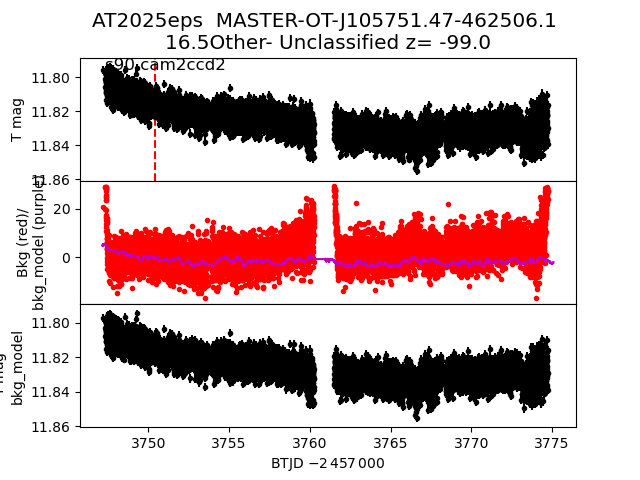 AT2025eps  MASTER-OT-J105751.47-462506.1
16.5Other- Unclassified z= -99.0
s90 cam2ccd2
11.80
11.82
11.84
11.86
T mag
20
0
Bkg (red)/
bkg_model (purple)
11.80
11.82
11.84
11.86
T mag
bkg_model
3750
3755
3760
3765
3770
3775
BTJD −2 457 000